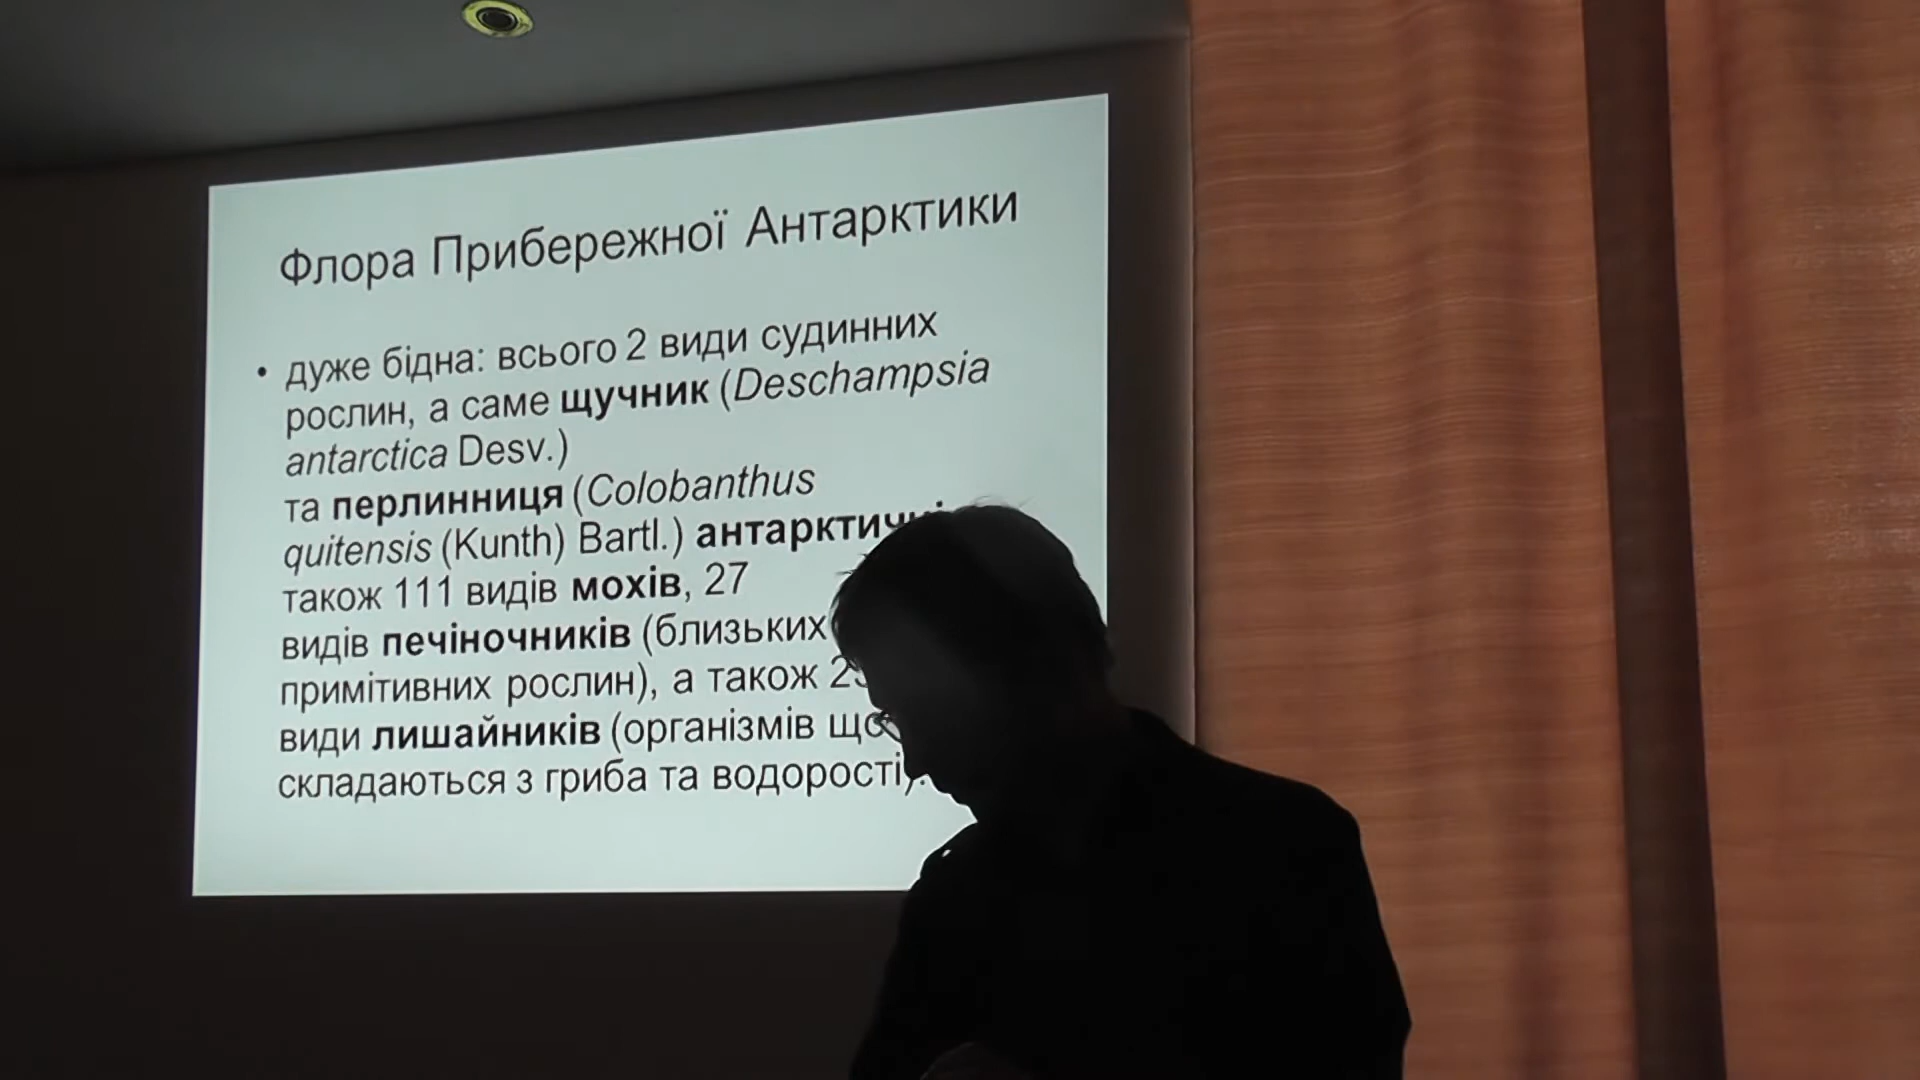 Флора Прибережної Антарктики
• дуже бідна: всього 2 види судинних
рослин, а саме щучник (Deschampsia
antarctica Desv.)
та перлинниця (Colobanthus
quitensis (Kunth) Bartl.)
також 111 видів мохів, 27
видів печіночників (близьких
примітивних рослин), а також
види лишайників (організмів що
складаються з гриба та водорості).